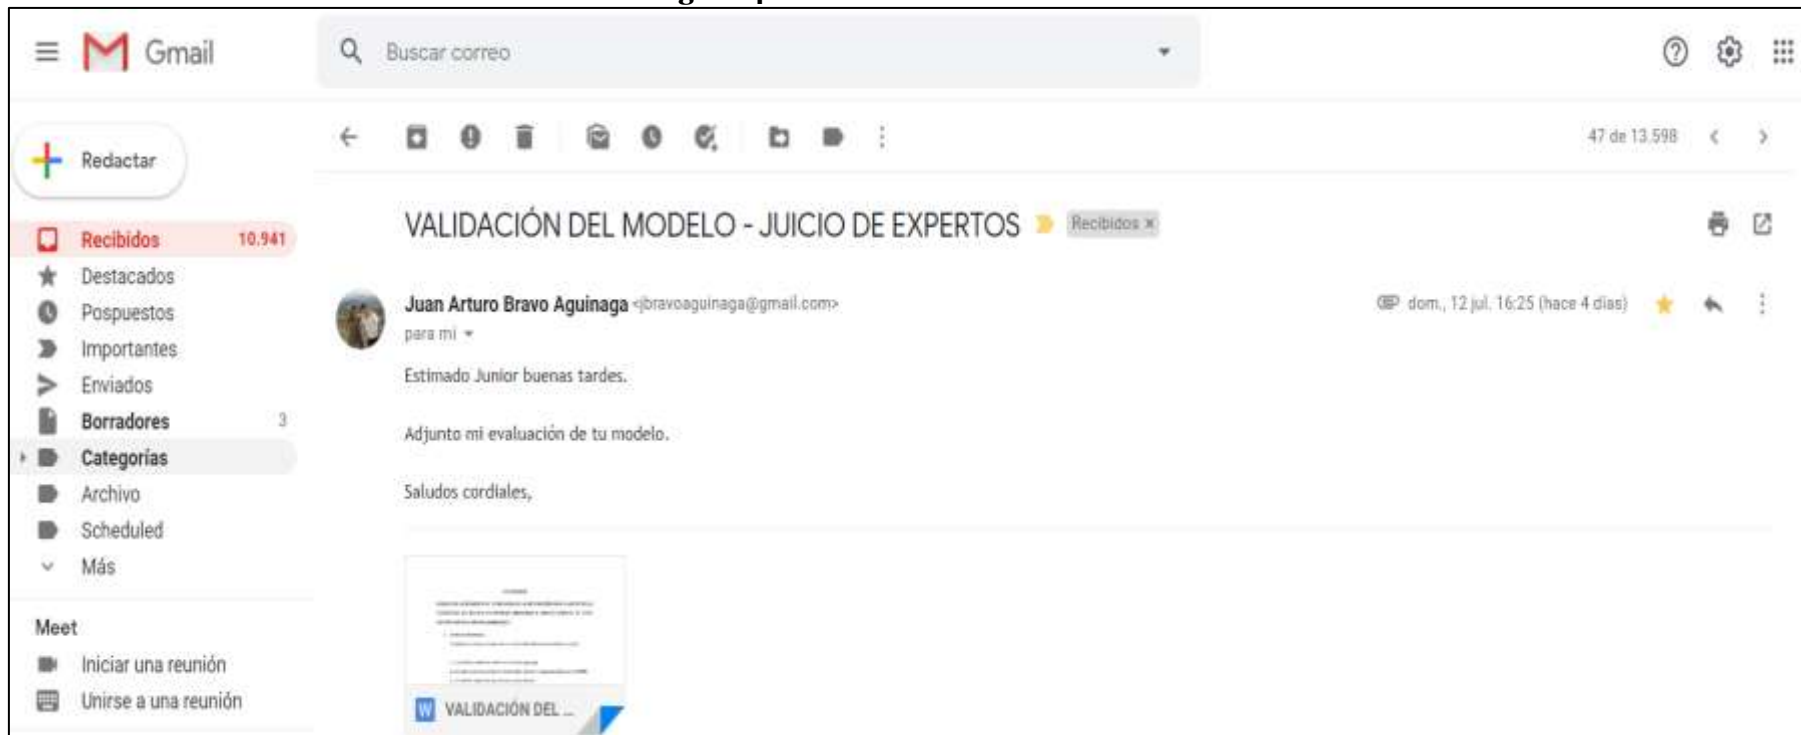 Gmail
Buscar correo
Redactar
47 de 13.598
VALIDACIÓN DEL MODELO - JUICIO DE EXPERTOS
Recibidos x
Recibidos 10.941
Destacados
Pospuestos
Importantes
Enviados
Borradores 3
Categorías
Archivo
Scheduled
Más
Meet
Iniciar una reunión
Unirse a una reunión
Juan Arturo Bravo Aguinaga <jbravoaguinaga@gmail.com>
dom., 12 jul. 16:25 (hace 4 días)
para mí
Estimado Junior buenas tardes.
Adjunto mi evaluación de tu modelo.
Saludos cordiales,
W VALIDACIÓN DEL ...